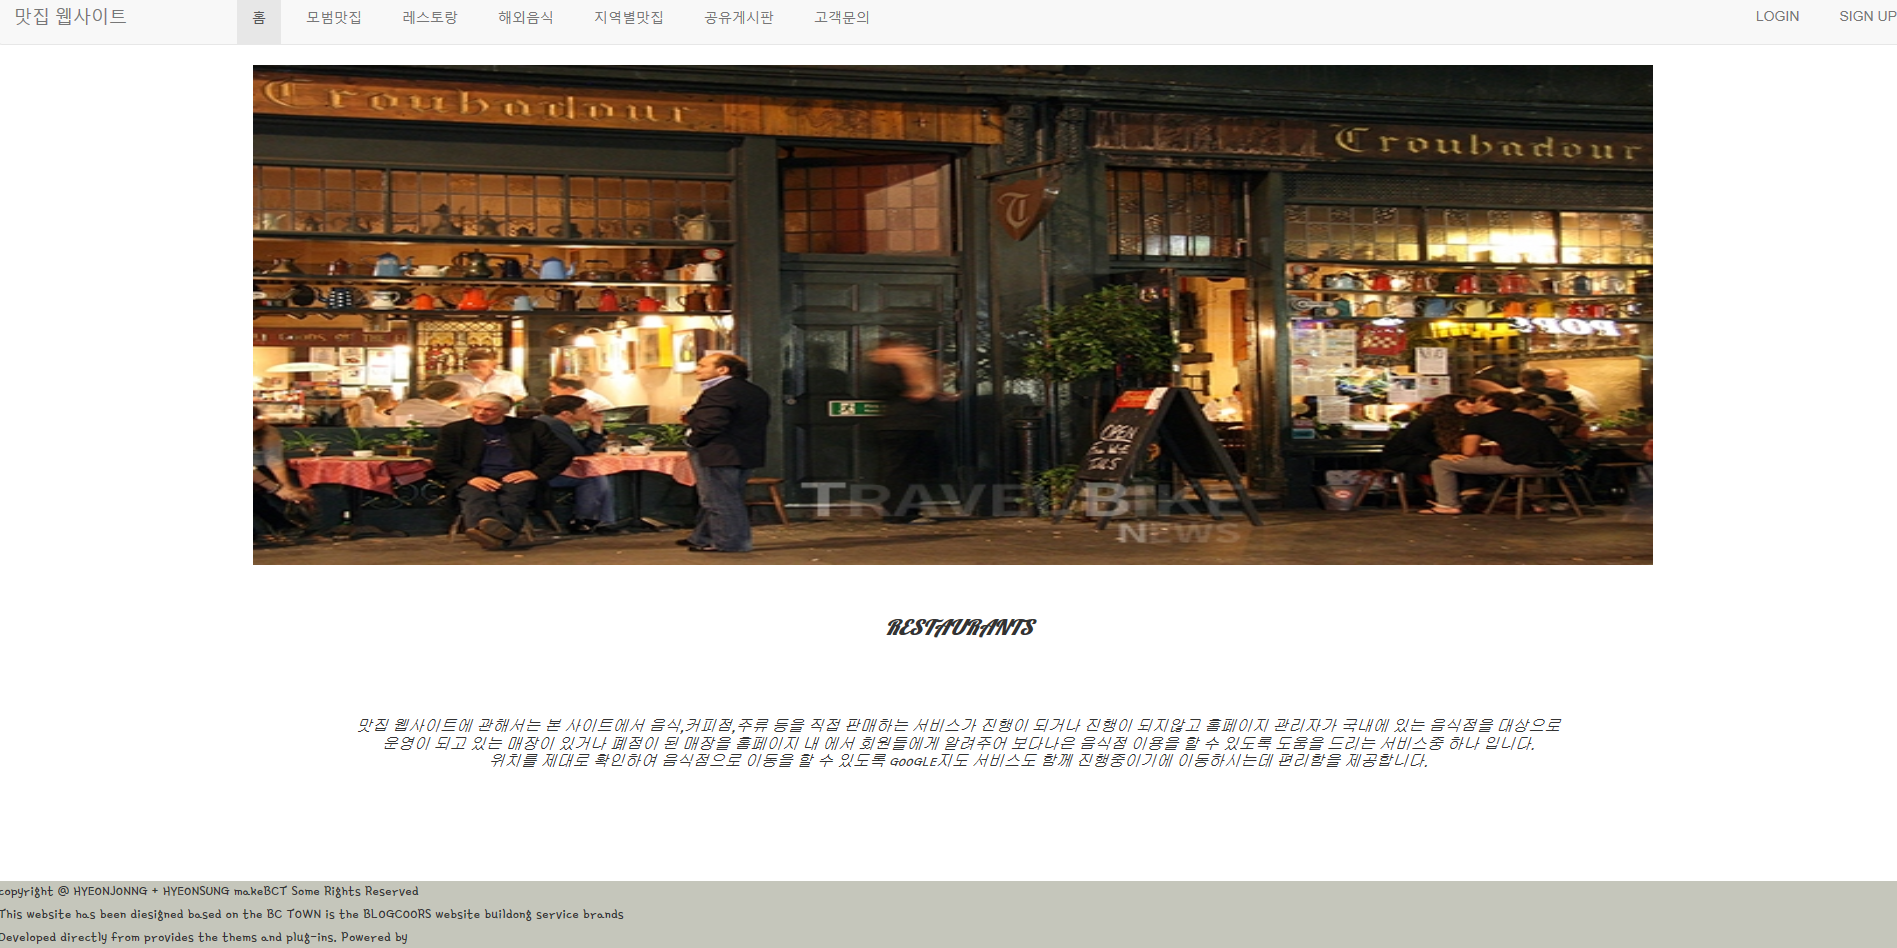 맛집 웹사이트
홈 모범맛집 레스토랑 해외음식 지역별맛집 공유게시판 고객문의 LOGIN SIGN UP
Croubadour
Croubadour
T
OPEN
TRAVEL BIKE
NEWS
RESTAURANTS
맛집 웹사이트에 관해서는 본 사이트에서 음식,커피점,주류 등을 직접 판매하는 서비스가 진행이 되거나 진행이 되지않고 홈페이지 관리자가 국내에 있는 음식점을 대상으로
운영이 되고 있는 매장이 있거나 폐점이 된 매장을 홈페이지 내 에서 회원들에게 알려주어 보다나은 음식점 이용을 할 수 있도록 도움을 드리는 서비스중 하나 입니다.
위치를 제대로 확인하여 음식점으로 이동을 할 수 있도록 GOOGLE지도 서비스도 함께 진행중이기에 이동하시는데 편리함을 제공합니다.
copyright @ HYEONJONNG + HYEONSUNG makeBCT Some Rights Reserved
This website has been diesigned based on the BC TOWN is the BLOGCOORS website buildong service brands
Developed directly from provides the thems and plug-ins. Powered by